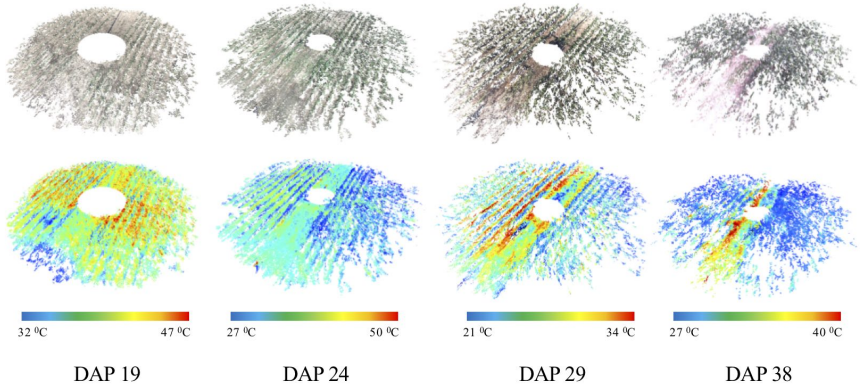 32 ⁰C 47 ⁰C 27 ⁰C 50 ⁰C 21 ⁰C 34 ⁰C 27 ⁰C 40 ⁰C
DAP 19 DAP 24 DAP 29 DAP 38